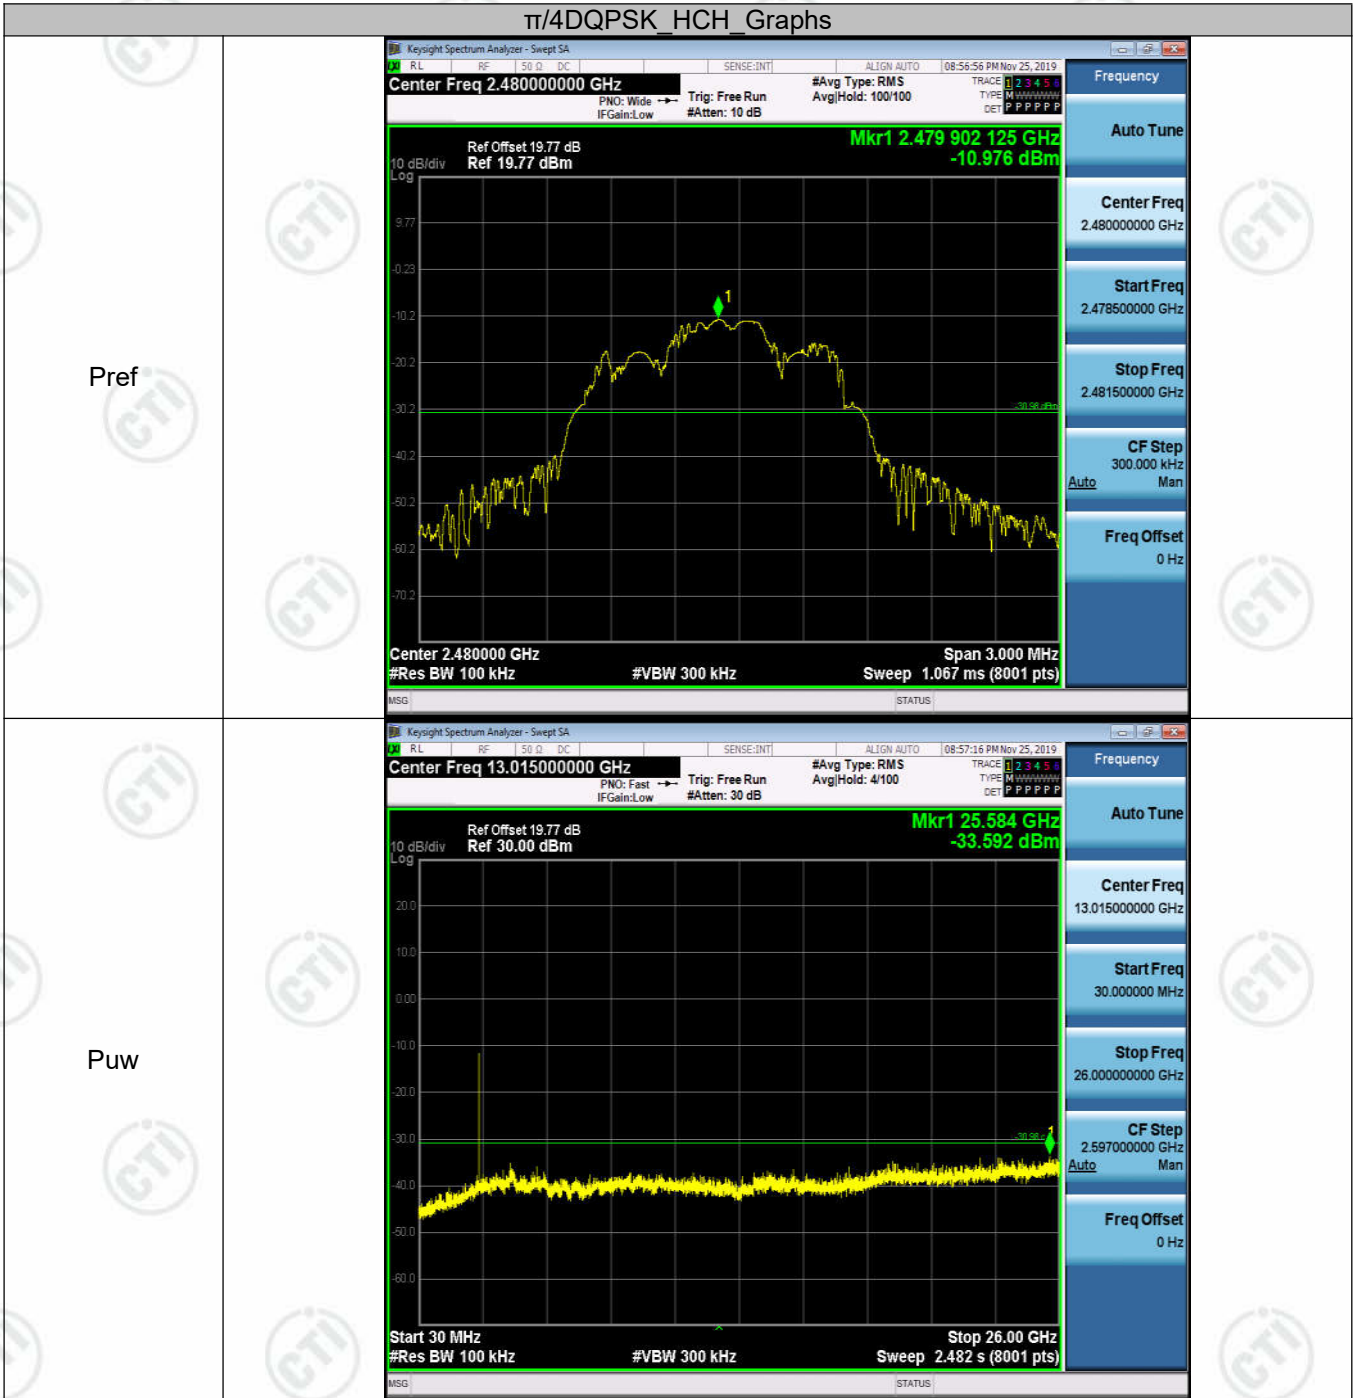 π/4DQPSK_HCH_Graphs
Pref
Keysight Spectrum Analyzer - Swept SA
RL RF 50 Ω DC SENSE:INT ALIGN AUTO 08:56:56 PM Nov 25, 2019
Center Freq 2.480000000 GHz
PNO: Wide
IFGain:Low
Trig: Free Run
#Atten: 10 dB
#Avg Type: RMS
Avg|Hold: 100/100
TRACE 1 2 3 4 5 6
TYPE M WWWWW
DET P P P P P P
Ref Offset 19.77 dB
Ref 19.77 dBm
10 dB/div
Log
Mkr1 2.479 902 125 GHz
-10.976 dBm
9.77
-0.23
-10.2
-20.2
-30.2
-40.2
-50.2
-60.2
-70.2
1
-30.98 dBm
Center 2.480000 GHz
Span 3.000 MHz
#Res BW 100 kHz
#VBW 300 kHz
Sweep 1.067 ms (8001 pts)
MSG
STATUS
Frequency
Auto Tune
Center Freq
2.480000000 GHz
Start Freq
2.478500000 GHz
Stop Freq
2.481500000 GHz
CF Step
300.000 kHz
Auto Man
Freq Offset
0 Hz
Puw
Keysight Spectrum Analyzer - Swept SA
RL RF 50 Ω DC SENSE:INT ALIGN AUTO 08:57:16 PM Nov 25, 2019
Center Freq 13.015000000 GHz
PNO: Fast
IFGain:Low
Trig: Free Run
#Atten: 30 dB
#Avg Type: RMS
Avg|Hold: 4/100
TRACE 1 2 3 4 5 6
TYPE M WWWWW
DET P P P P P P
Ref Offset 19.77 dB
Ref 30.00 dBm
10 dB/div
Log
Mkr1 25.584 GHz
-33.592 dBm
20.0
10.0
0.00
-10.0
-20.0
-30.0
-40.0
-50.0
-60.0
1
Start 30 MHz
Stop 26.00 GHz
#Res BW 100 kHz
#VBW 300 kHz
Sweep 2.482 s (8001 pts)
MSG
STATUS
Frequency
Auto Tune
Center Freq
13.015000000 GHz
Start Freq
30.000000 MHz
Stop Freq
26.000000000 GHz
CF Step
2.597000000 GHz
Auto Man
Freq Offset
0 Hz
CTI